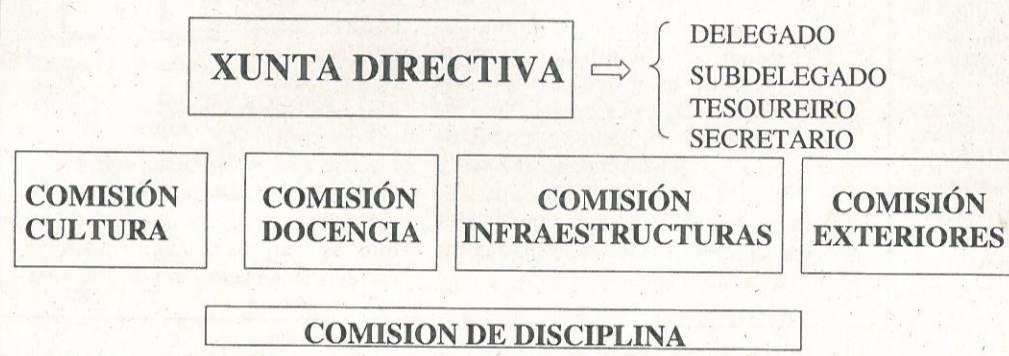 XUNTA DIRECTIVA
DELEGADO
SUBDELEGADO
TESOUREIRO
SECRETARIO
COMISIÓN
CULTURA
COMISIÓN
DOCENCIA
COMISIÓN
INFRAESTRUCTURAS
COMISIÓN
EXTERIORES
COMISION DE DISCIPLINA